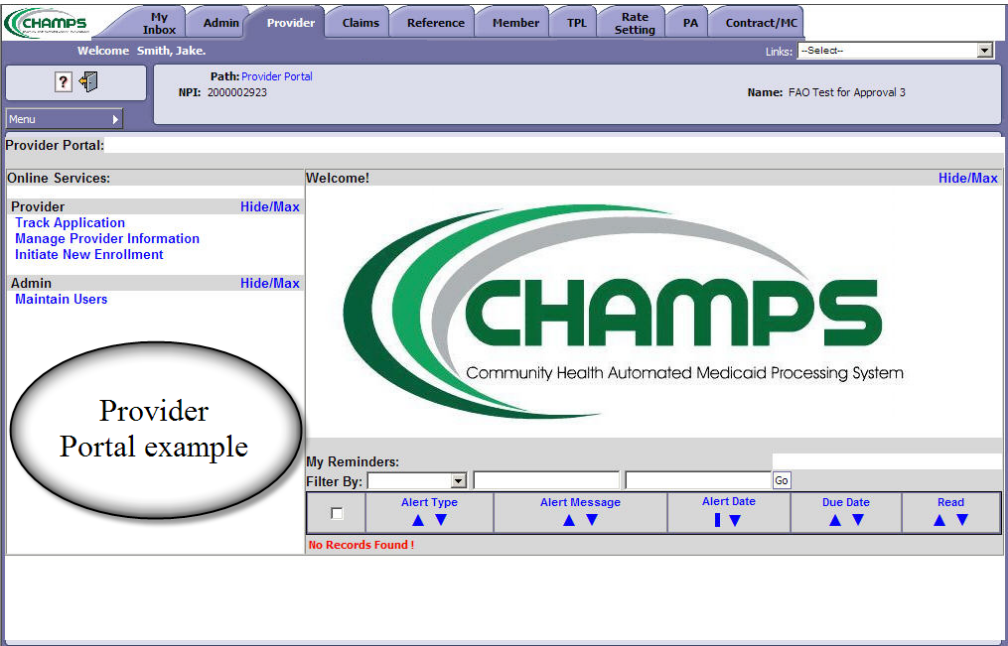 CHAMPS
My Inbox
Admin
Provider
Claims
Reference
Member
TPL
Rate Setting
PA
Contract/MC
Welcome Smith, Jake.
Links: --Select--
?
Path: Provider Portal
NPI: 2000002923
Name: FAO Test for Approval 3
Menu
Provider Portal:
Online Services:
Provider Hide/Max
Track Application
Manage Provider Information
Initiate New Enrollment
Admin Hide/Max
Maintain Users
Provider
Portal example
Welcome! Hide/Max
CHAMPS
Community Health Automated Medicaid Processing System
My Reminders:
Filter By: Go
Alert Type Alert Message Alert Date Due Date Read
No Records Found !